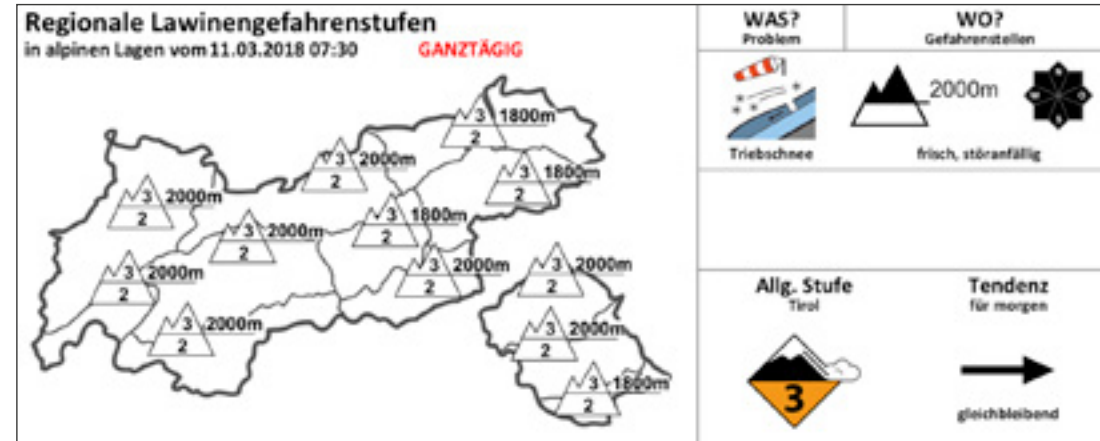 Regionale Lawinengefahrenstufen
in alpinen Lagen vom 11.03.2018 07:30 GANZTÄGIG
3 1800m
2
3 2000m
2
3 1800m
2
3 2000m
2
3 1800m
2
3 2000m
2
3 2000m
2
3 2000m
2
3 2000m
2
3 2000m
2
3 2000m
2
3 1800m
2
WAS?
Problem
WO?
Gefahrenstellen
2000m
Triebschnee
frisch, störanfällig
Allg. Stufe
Tirol
3
Tendenz
für morgen
gleichbleibend